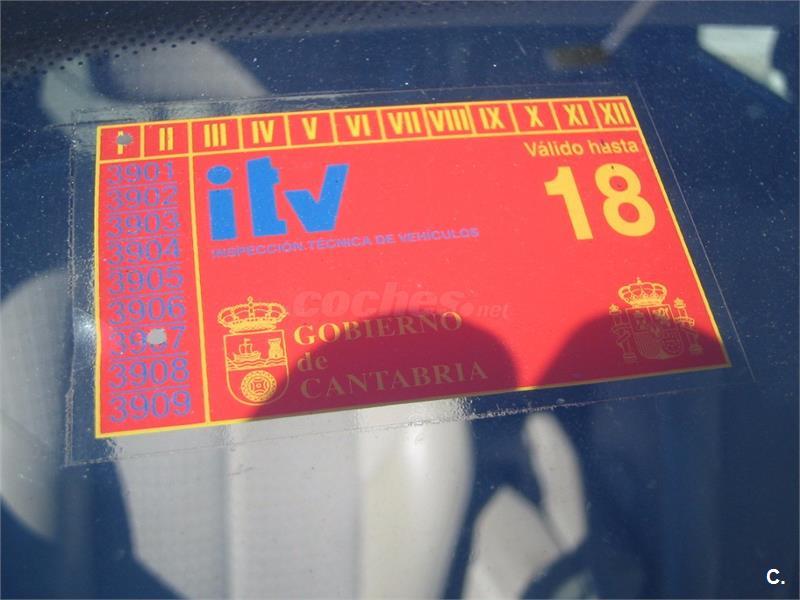 I II III IV V VI VII VIII IX X XI XII
Válido hasta
18
3901
3902
3903
3904
3905
3906
3907
3908
3909
itv
INSPECCIÓN TÉCNICA DE VEHÍCULOS
coches.net
GOBIERNO
de
CANTABRIA
C.